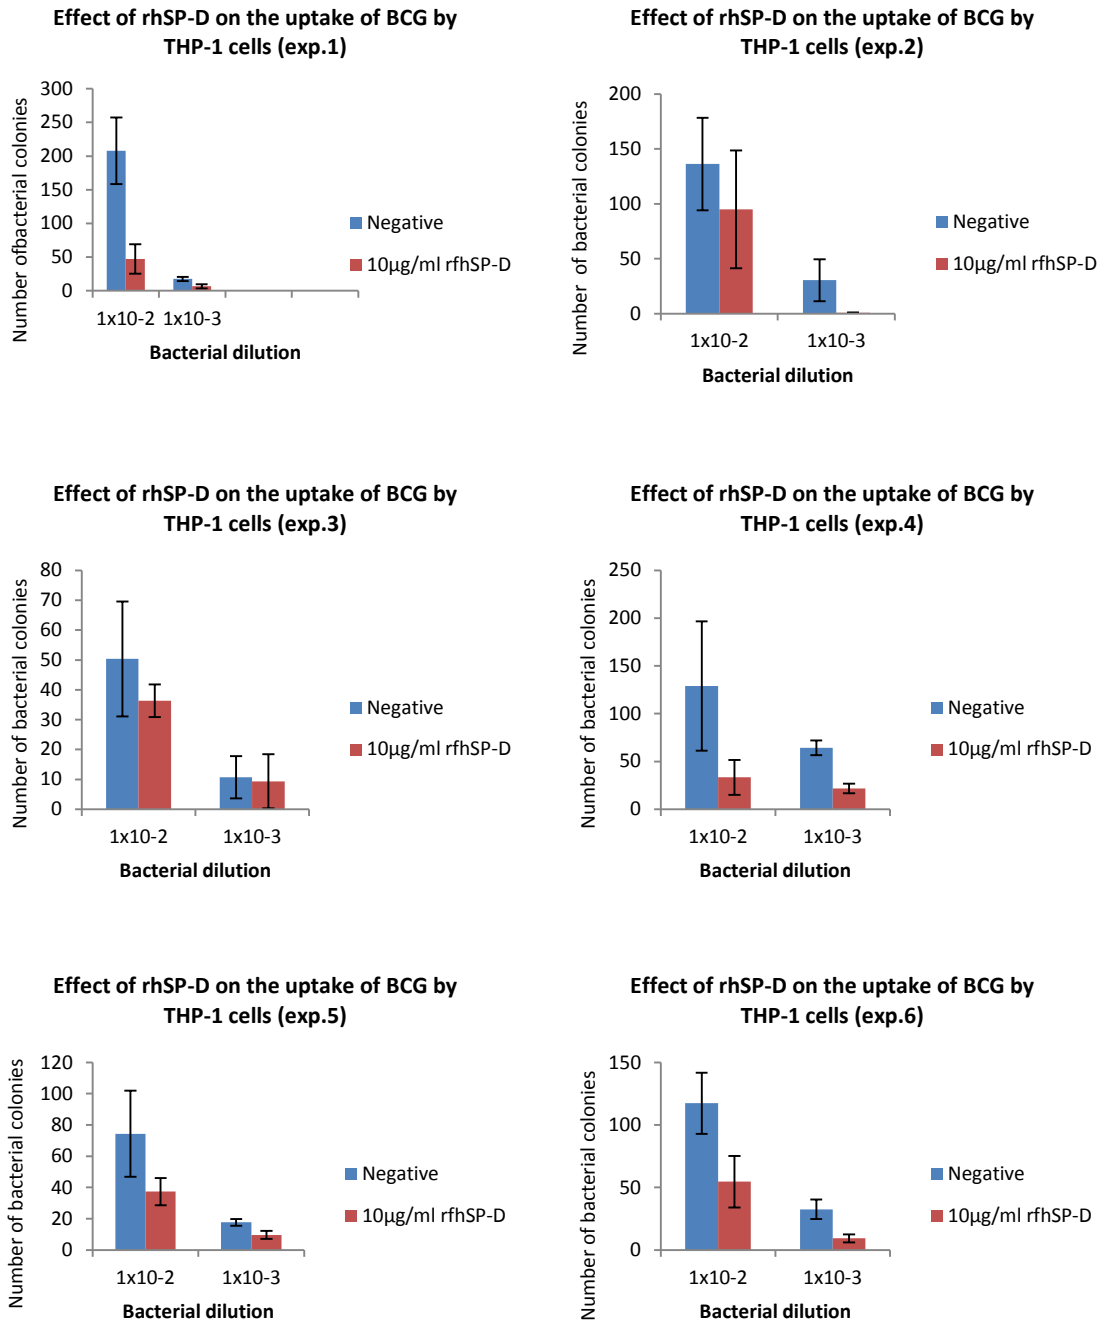 Effect of rhSP-D on the uptake of BCG by
THP-1 cells (exp.1)
Number ofbacterial colonies
300
250
200
150
100
50
0
1x10-2 1x10-3
Bacterial dilution
Negative
10µg/ml rfhSP-D
Effect of rhSP-D on the uptake of BCG by
THP-1 cells (exp.2)
Number of bacterial colonies
200
150
100
50
0
1x10-2 1x10-3
Bacterial dilution
Negative
10µg/ml rfhSP-D
Effect of rhSP-D on the uptake of BCG by
THP-1 cells (exp.3)
Number of bacterial colonies
80
70
60
50
40
30
20
10
0
1x10-2 1x10-3
Bacterial dilution
Negative
10µg/ml rfhSP-D
Effect of rhSP-D on the uptake of BCG by
THP-1 cells (exp.4)
Number of bacterial colonies
250
200
150
100
50
0
1x10-2 1x10-3
Bacterial dilution
Negative
10µg/ml rfhSP-D
Effect of rhSP-D on the uptake of BCG by
THP-1 cells (exp.5)
Number of bacterial colonies
120
100
80
60
40
20
0
1x10-2 1x10-3
Bacterial dilution
Negative
10µg/ml rfhSP-D
Effect of rhSP-D on the uptake of BCG by
THP-1 cells (exp.6)
Number of bacterial colonies
150
100
50
0
1x10-2 1x10-3
Bacterial dilution
Negative
10µg/ml rfhSP-D